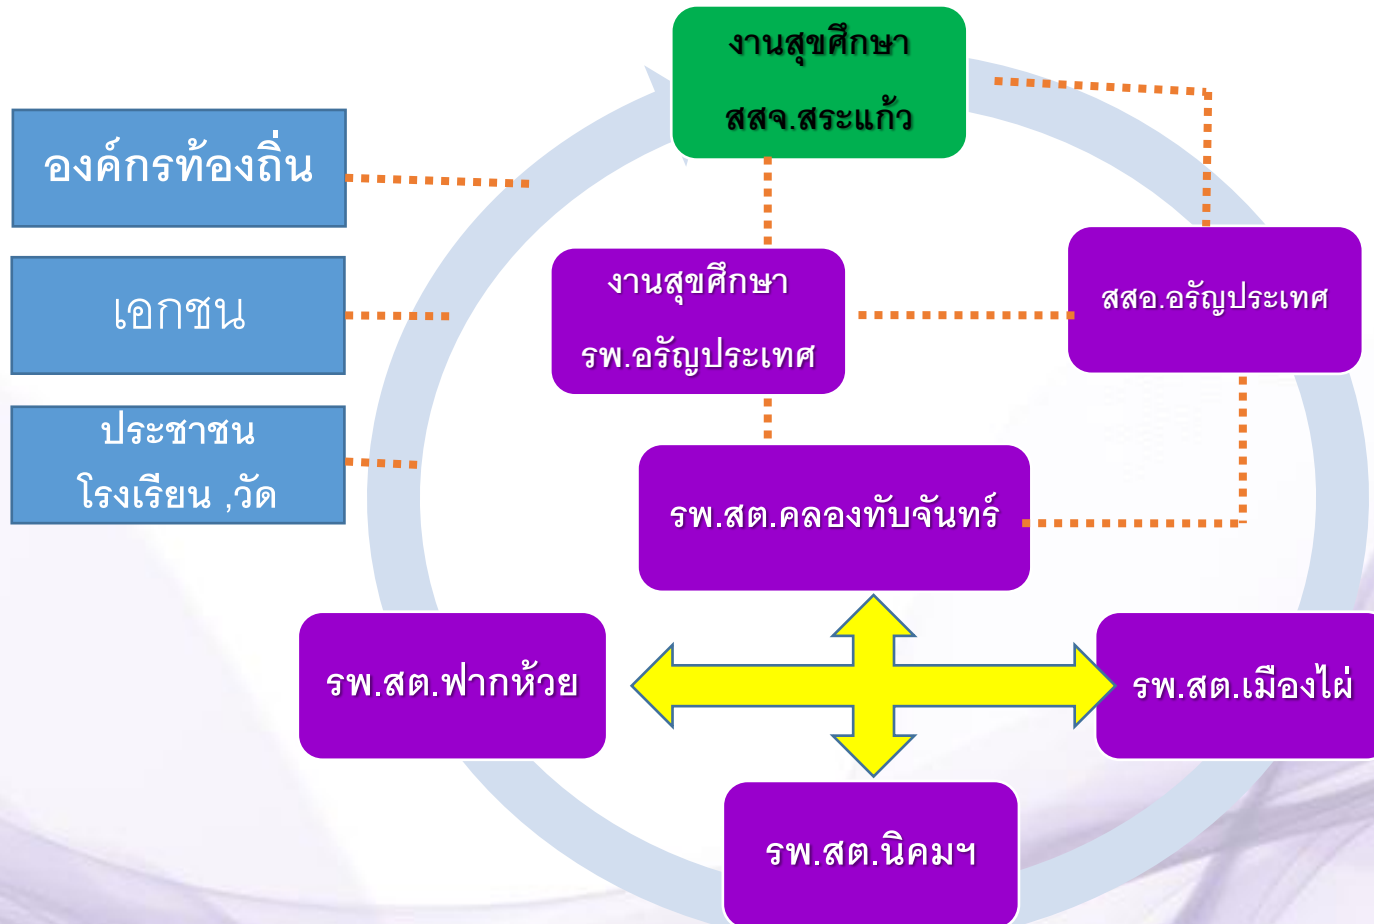 งานสุขศึกษา
สสจ.สระแก้ว
องค์กรท้องถิ่น
เอกชน
ประชาชน
โรงเรียน ,วัด
งานสุขศึกษา
รพ.อรัญประเทศ
สสอ.อรัญประเทศ
รพ.สต.คลองทับจันทร์
รพ.สต.ฟากห้วย
รพ.สต.เมืองไผ่
รพ.สต.นิคมฯ